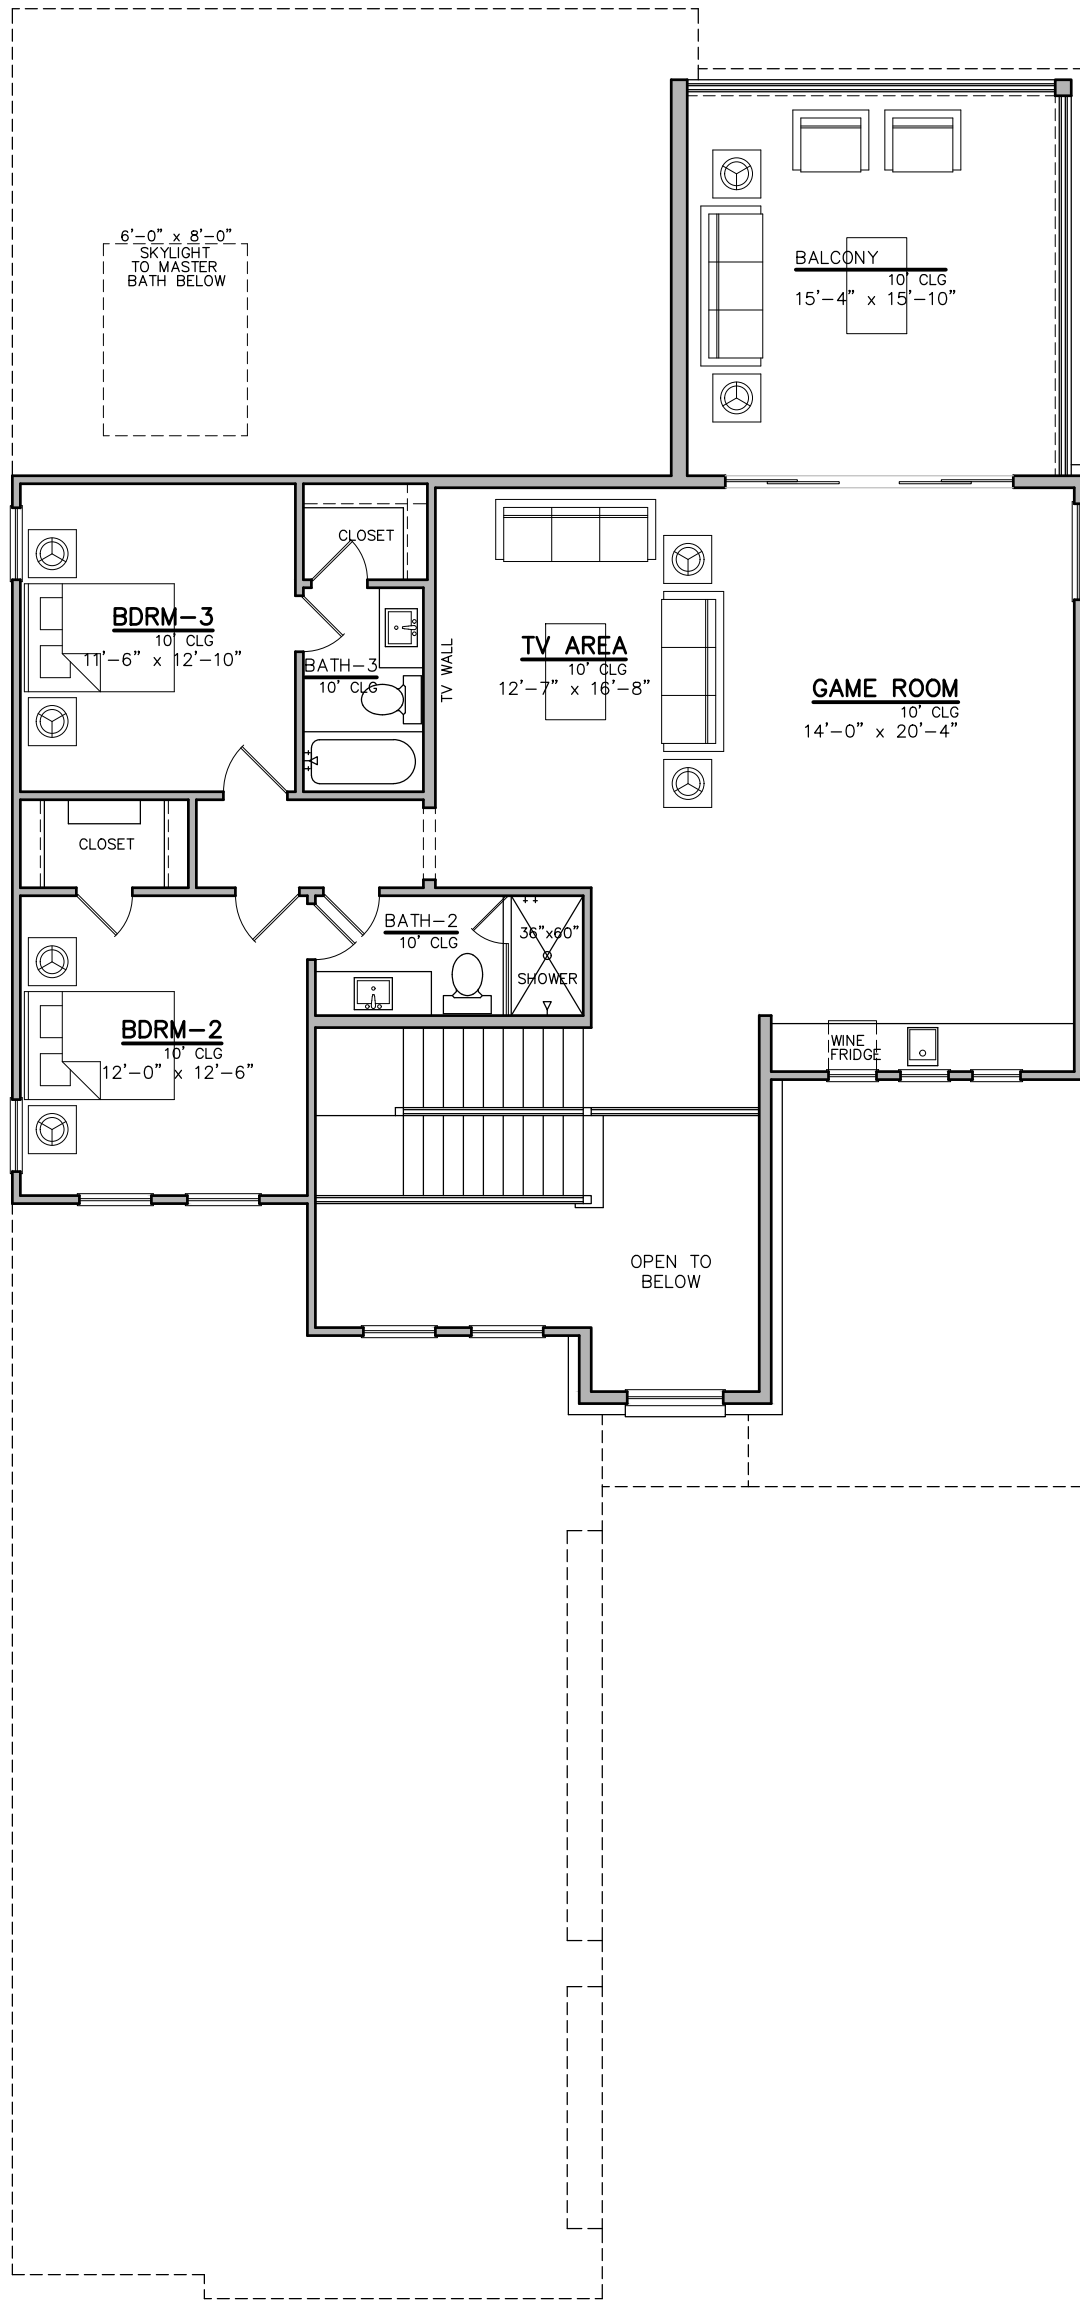 6'-0" x 8'-0"
SKYLIGHT
TO MASTER
BATH BELOW
BALCONY
10' CLG
15'-4" x 15'-10"
CLOSET
BDRM-3
10' CLG
11'-6" x 12'-10"
BATH-3
10' CLG
TV WALL
TV AREA
10' CLG
12'-7" x 16'-8"
GAME ROOM
10' CLG
14'-0" x 20'-4"
CLOSET
BATH-2
10' CLG
36"x60"
SHOWER
BDRM-2
10' CLG
12'-0" x 12'-6"
WINE
FRIDGE
OPEN TO
BELOW